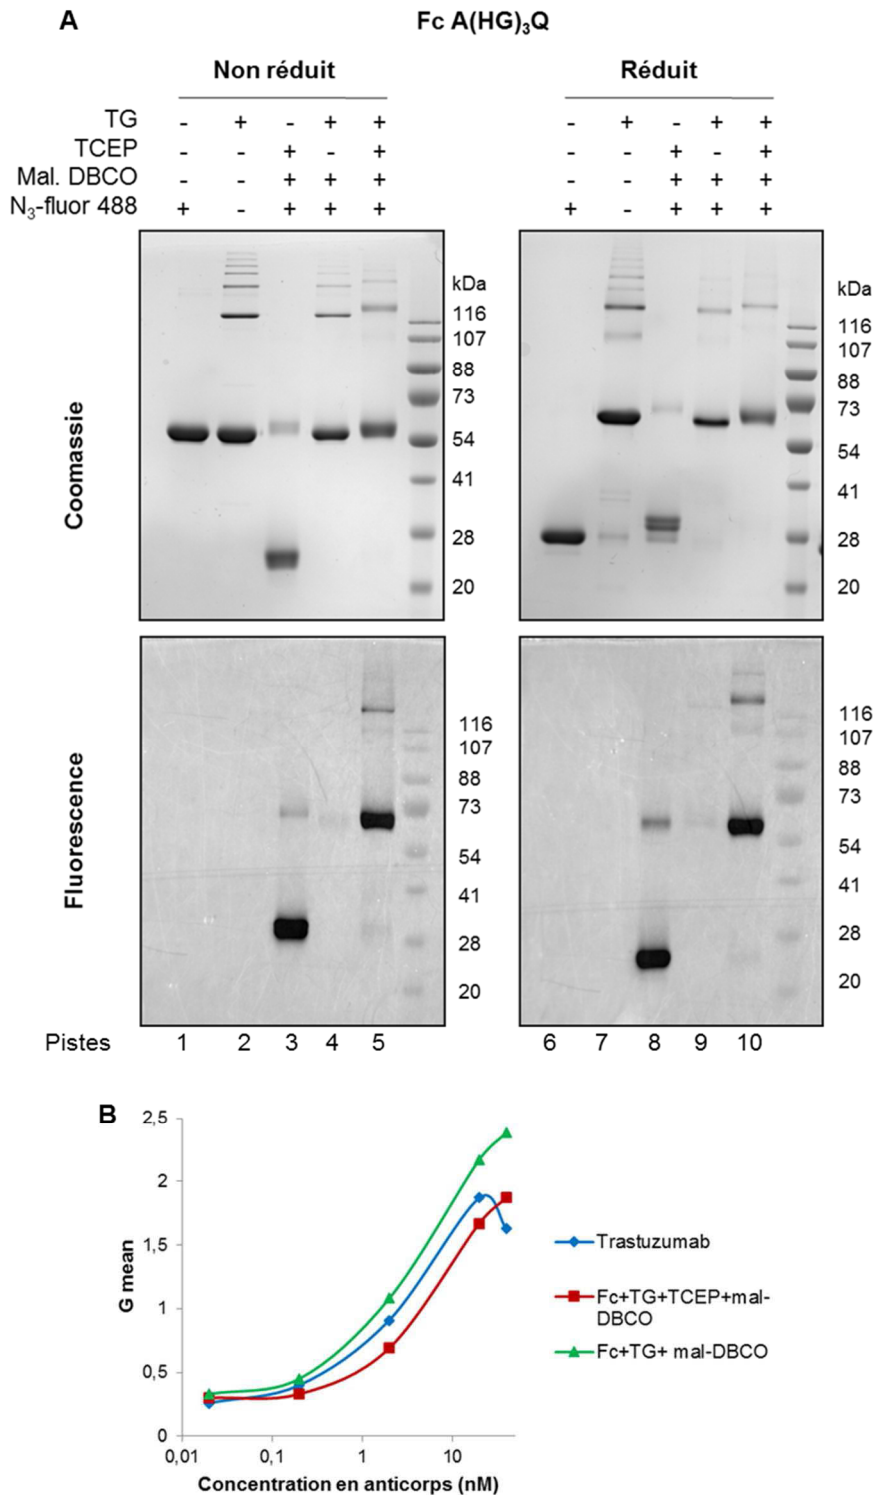 A
Fc A(HG)₃Q
Non réduit
Réduit
TG - + - + + - + - + +
TCEP - - + - + - - + - +
Mal. DBCO - - + + + - - + + +
N₃-fluor 488 + - + + + + - + + +
Coomassie
kDa
116
107
88
73
54
41
28
20
kDa
116
107
88
73
54
41
28
20
Fluorescence
116
107
88
73
54
41
28
20
116
107
88
73
54
41
28
20
Pistes 1 2 3 4 5 6 7 8 9 10
B
G mean
2,5
2
1,5
1
0,5
0
0,01 0,1 1 10
Concentration en anticorps (nM)
Trastuzumab
Fc+TG+TCEP+mal-
DBCO
Fc+TG+ mal-DBCO